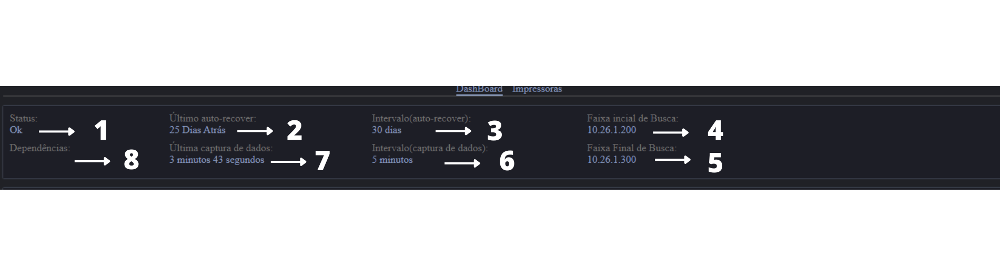 DashBoard Impressoras
Status: Último auto-recover: Intervalo(auto-recover): Faixa incial de Busca:
Ok 1 25 Dias Atrás 2 30 dias 3 10.26.1.200 4
Dependências: Última captura de dados: Intervalo(captura de dados): Faixa Final de Busca:
8 3 minutos 43 segundos 7 5 minutos 6 10.26.1.300 5